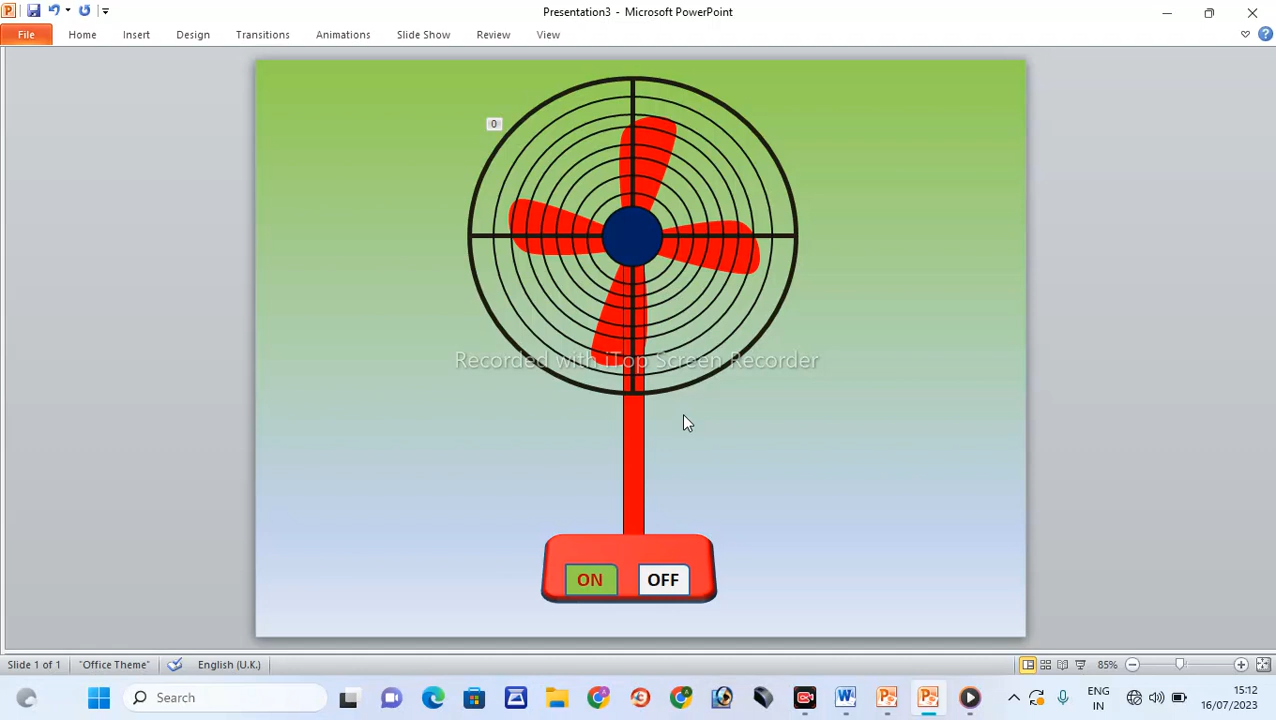 Presentation3 - Microsoft PowerPoint
File Home Insert Design Transitions Animations Slide Show Review View
0
Recorded with iTop Screen Recorder
ON OFF
Slide 1 of 1 "Office Theme" English (U.K.) 85%
Search ENG 15:12
IN 16/07/2023